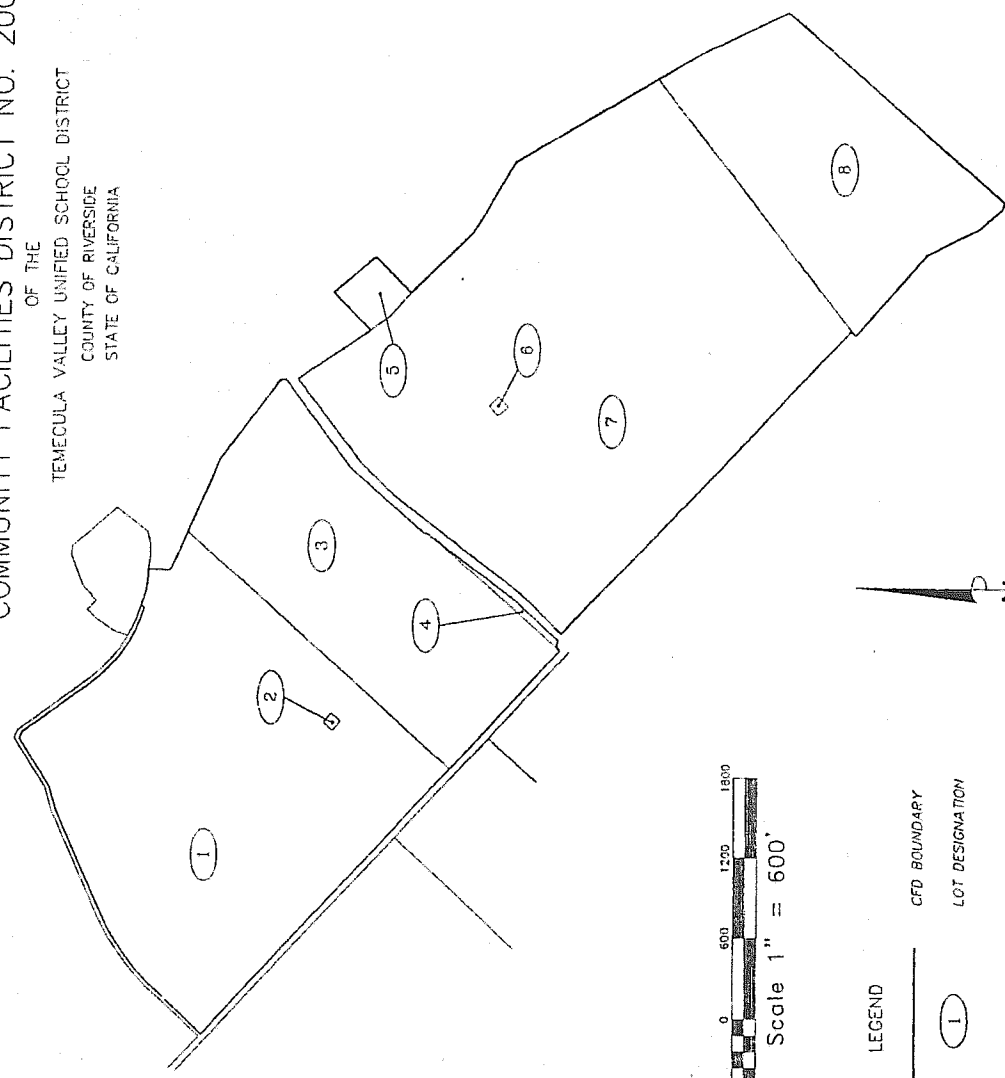 COMMUNITY FACILITIES DISTRICT NO.
OF THE
TEMECULA VALLEY UNIFIED SCHOOL DISTRICT
COUNTY OF RIVERSIDE
STATE OF CALIFORNIA
1
2
3
4
5
6
7
8
0 600 1200 1800
Scale 1" = 600'
LEGEND
CFD BOUNDARY
1 LOT DESIGNATION